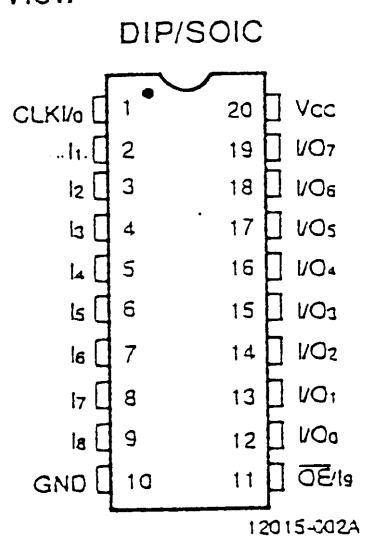 DIP/SOIC
CLK/I0 1 20 VCC
I1 2 19 I/O7
I2 3 18 I/O6
I3 4 17 I/O5
I4 5 16 I/O4
I5 6 15 I/O3
I6 7 14 I/O2
I7 8 13 I/O1
I8 9 12 I/O0
GND 10 11 OE/I9
12015-002A